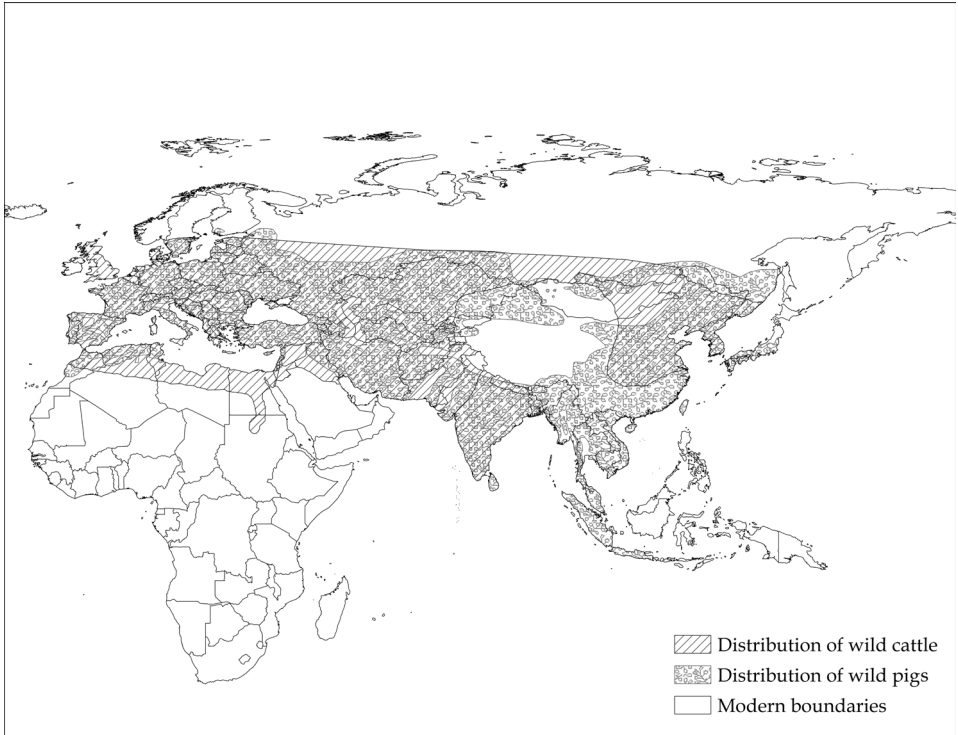 Distribution of wild cattle
Distribution of wild pigs
Modern boundaries